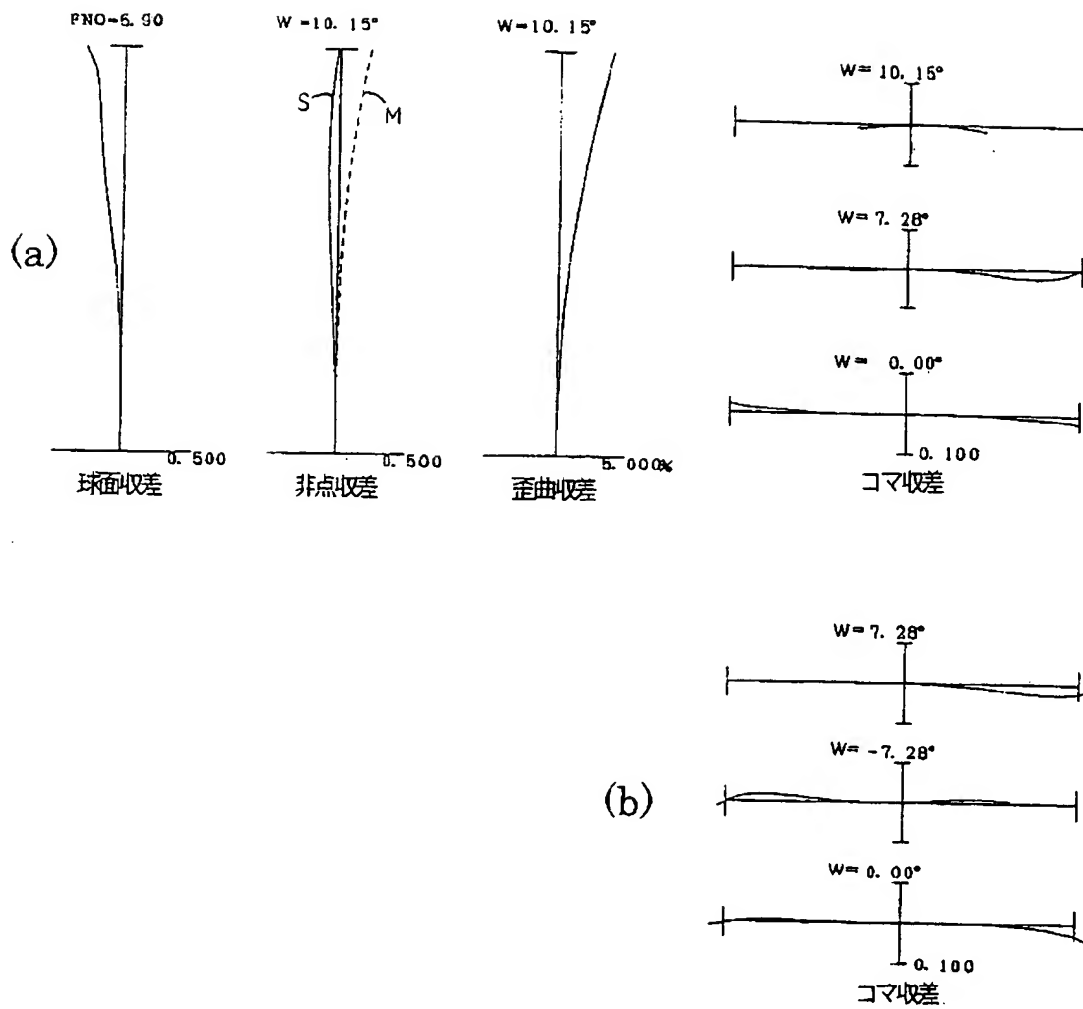 (a)
FNO=5.90
0.500
球面収差
W=10.15°
S
M
0.500
非点収差
W=10.15°
5.000%
歪曲収差
W=10.15°
W=7.28°
W= 0.00°
0.100
コマ収差
(b)
W=7.28°
W=-7.28°
W=0.00°
0.100
コマ収差